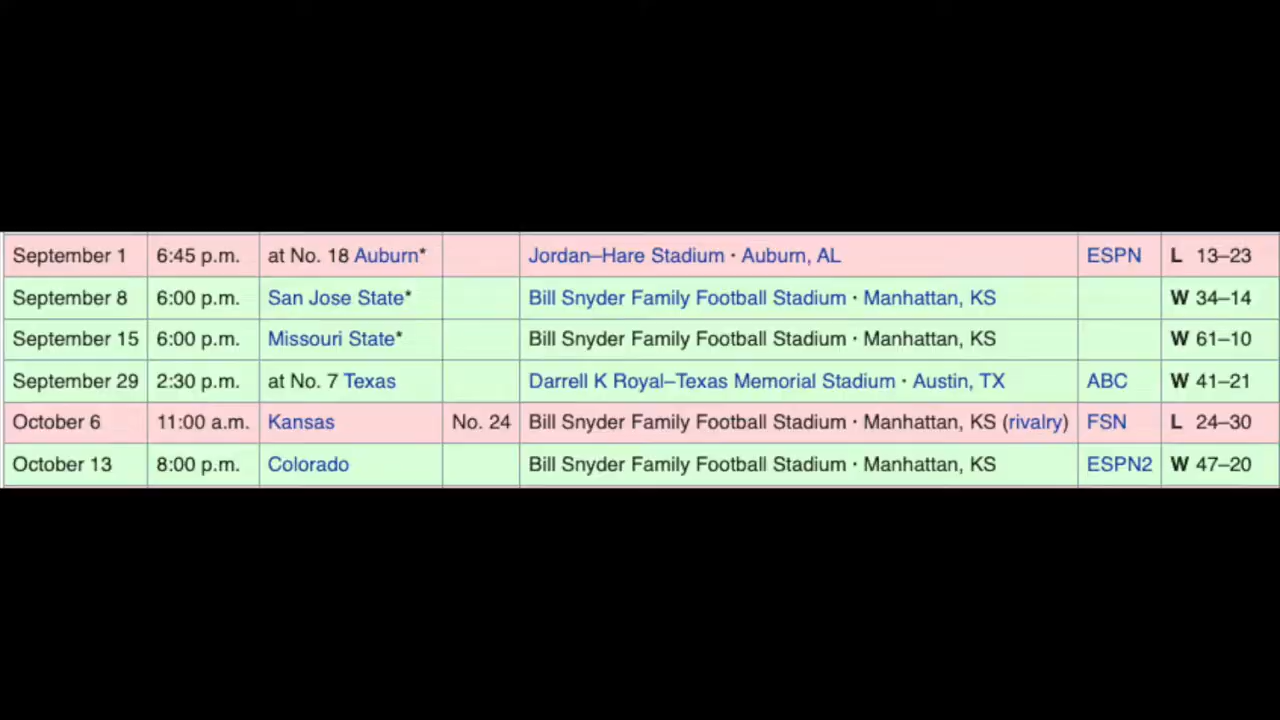 September 1 6:45 p.m. at No. 18 Auburn* Jordan–Hare Stadium · Auburn, AL ESPN L 13–23
September 8 6:00 p.m. San Jose State* Bill Snyder Family Football Stadium · Manhattan, KS W 34–14
September 15 6:00 p.m. Missouri State* Bill Snyder Family Football Stadium · Manhattan, KS W 61–10
September 29 2:30 p.m. at No. 7 Texas Darrell K Royal–Texas Memorial Stadium · Austin, TX ABC W 41–21
October 6 11:00 a.m. Kansas No. 24 Bill Snyder Family Football Stadium · Manhattan, KS (rivalry) FSN L 24–30
October 13 8:00 p.m. Colorado Bill Snyder Family Football Stadium · Manhattan, KS ESPN2 W 47–20